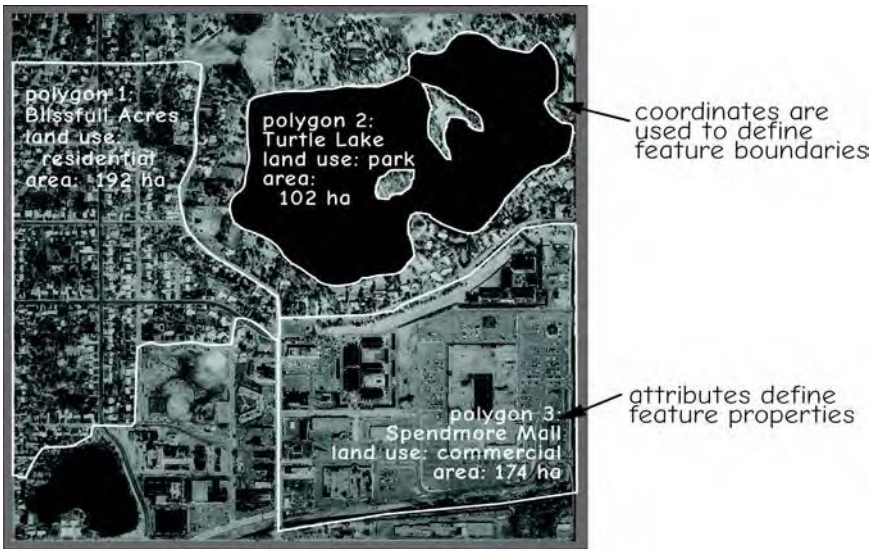 polygon 1:
Blissfull Acres
land use:
residential
area: 192 ha
polygon 2:
Turtle Lake
land use: park
area:
102 ha
coordinates are
used to define
feature boundaries
polygon 3:
Spendmore Mall
land use: commercial
area: 174 ha
attributes define
feature properties